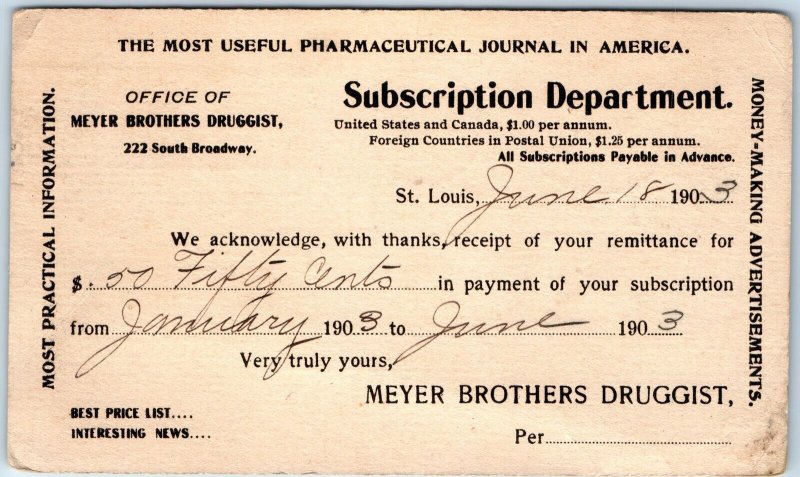 THE MOST USEFUL PHARMACEUTICAL JOURNAL IN AMERICA.
MOST PRACTICAL INFORMATION.
OFFICE OF
MEYER BROTHERS DRUGGIST,
222 South Broadway.
Subscription Department.
United States and Canada, $1.00 per annum.
Foreign Countries in Postal Union, $1.25 per annum.
All Subscriptions Payable in Advance.
MONEY-MAKING ADVERTISEMENTS.
St. Louis, June 18 1903
We acknowledge, with thanks, receipt of your remittance for
$ .50 Fifty Cents in payment of your subscription
from January 1903 to June 1903
Very truly yours,
MEYER BROTHERS DRUGGIST,
BEST PRICE LIST....
INTERESTING NEWS....
Per